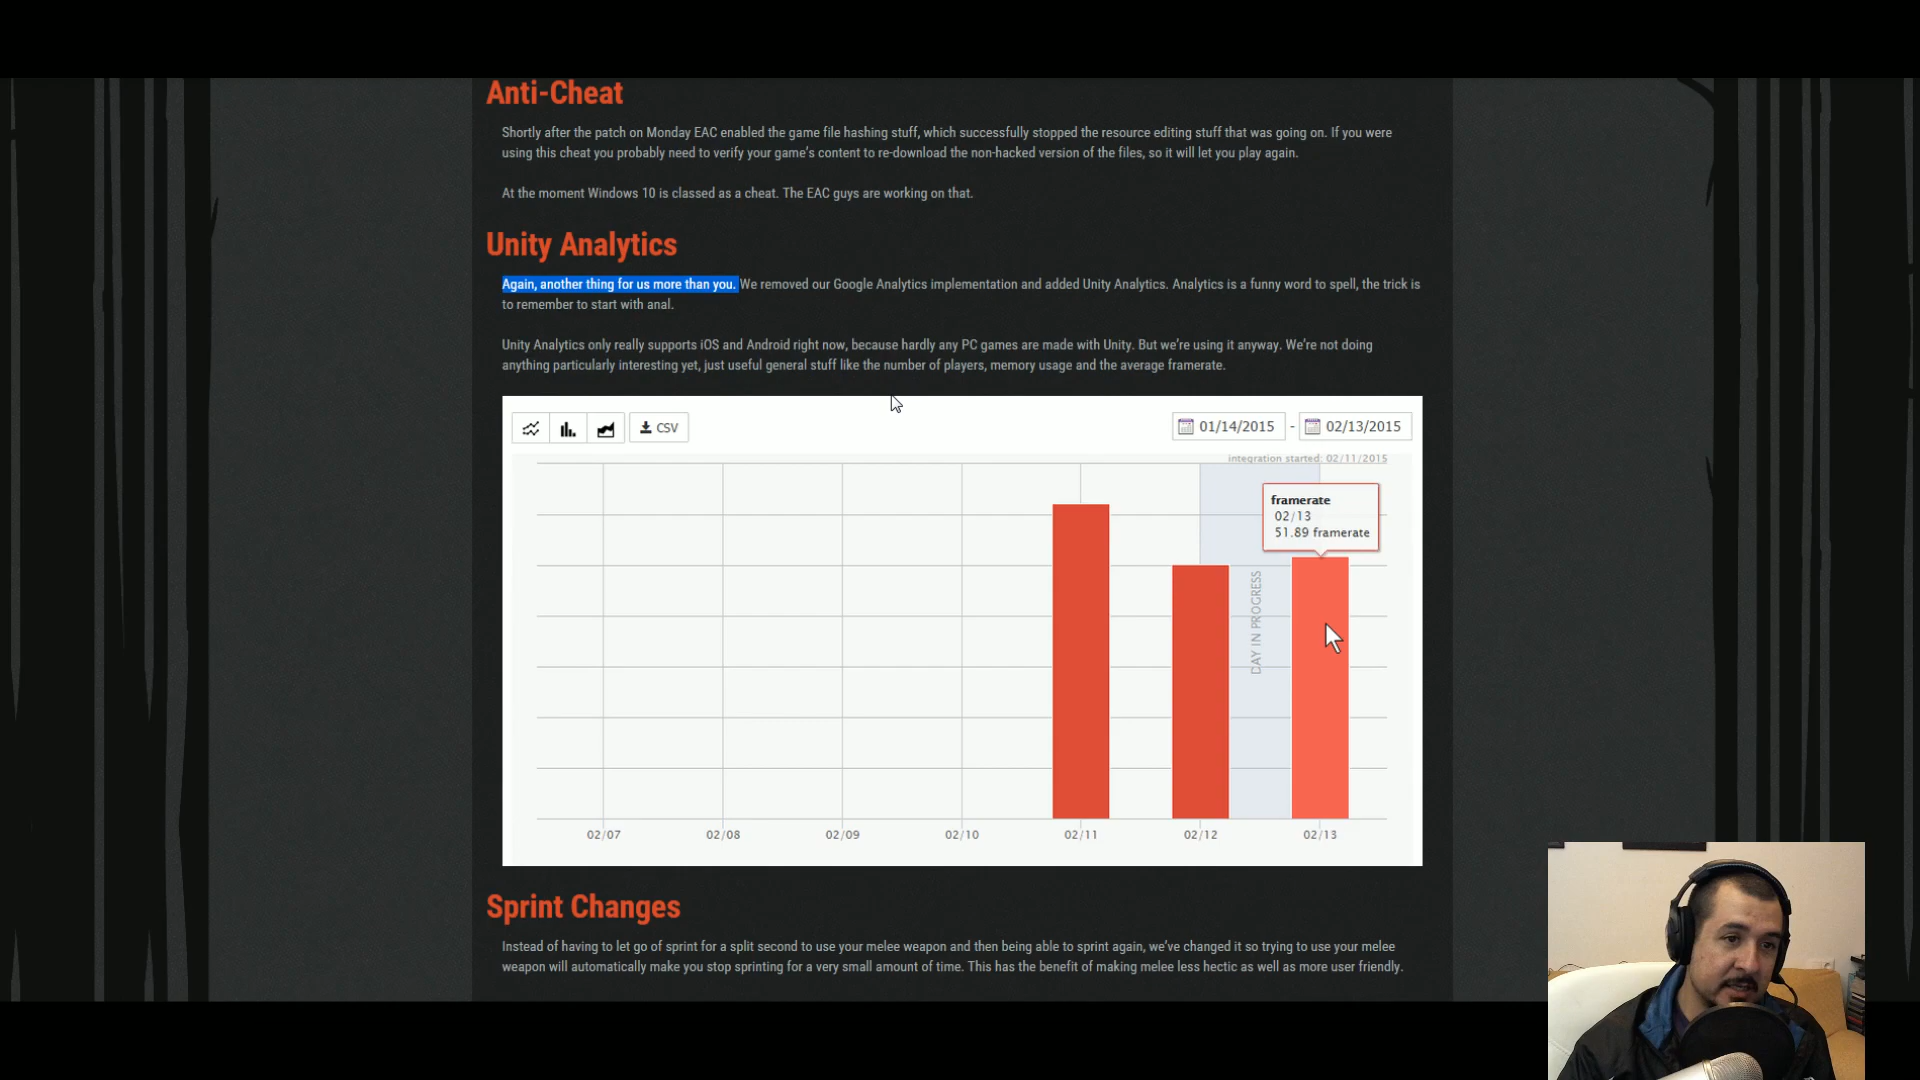 Anti-Cheat
Shortly after the patch on Monday EAC enabled the game file hashing stuff, which successfully stopped the resource editing stuff that was going on. If you were
using this cheat you probably need to verify your game's content to re-download the non-hacked version of the files, so it will let you play again.
At the moment Windows 10 is classed as a cheat. The EAC guys are working on that.
Unity Analytics
Again, another thing for us more than you. We removed our Google Analytics implementation and added Unity Analytics. Analytics is a funny word to spell, the trick is
to remember to start with anal.
Unity Analytics only really supports iOS and Android right now, because hardly any PC games are made with Unity. But we're using it anyway. We're not doing
anything particularly interesting yet, just useful general stuff like the number of players, memory usage and the average framerate.
CSV
01/14/2015 - 02/13/2015
integration started: 02/11/2015
framerate
02/13
51.89 framerate
DAY IN PROGRESS
02/07 02/08 02/09 02/10 02/11 02/12 02/13
Sprint Changes
Instead of having to let go of sprint for a split second to use your melee weapon and then being able to sprint again, we've changed it so trying to use your melee
weapon will automatically make you stop sprinting for a very small amount of time. This has the benefit of making melee less hectic as well as more user friendly.